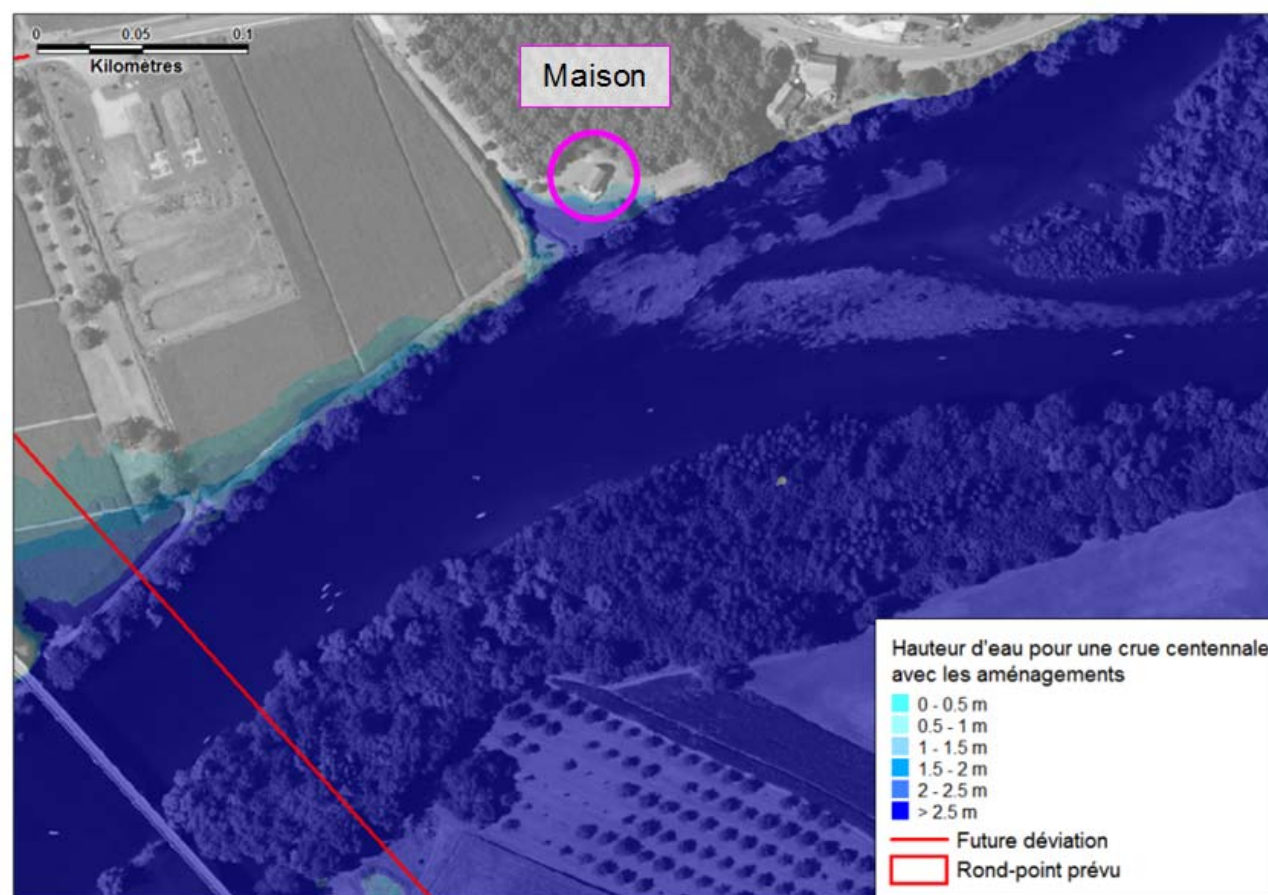 0 0.05 0.1
Kilomètres
Maison
Hauteur d'eau pour une crue centennale
avec les aménagements
0 - 0.5 m
0.5 - 1 m
1 - 1.5 m
1.5 - 2 m
2 - 2.5 m
> 2.5 m
Future déviation
Rond-point prévu